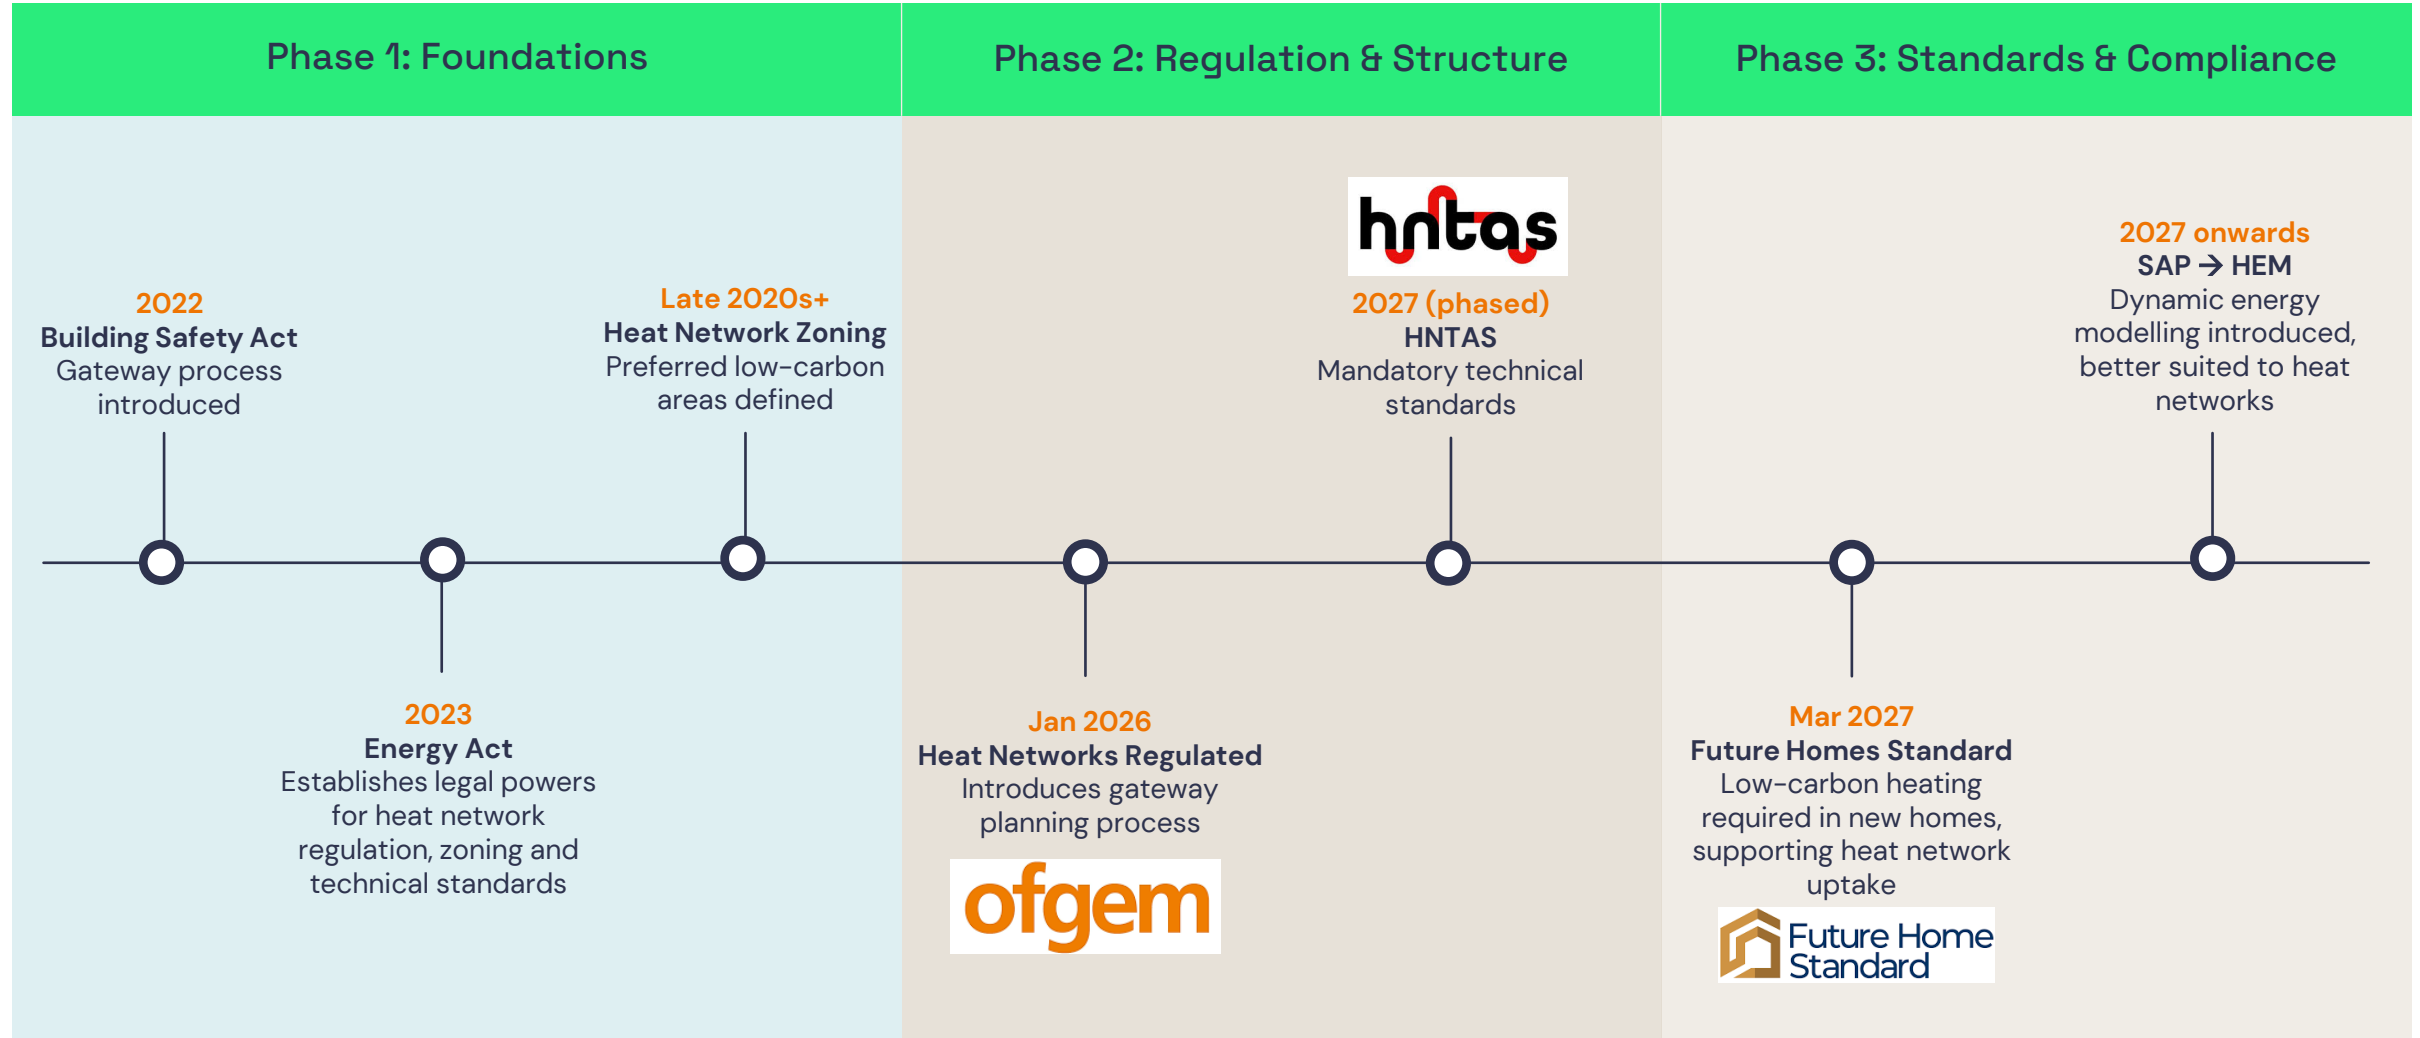 Phase 1: Foundations
Phase 2: Regulation & Structure
Phase 3: Standards & Compliance
2022
Building Safety Act
Gateway process
introduced
2023
Energy Act
Establishes legal powers
for heat network
regulation, zoning and
technical standards
Late 2020s+
Heat Network Zoning
Preferred low-carbon
areas defined
Jan 2026
Heat Networks Regulated
Introduces gateway
planning process
ofgem
hntas
2027 (phased)
HNTAS
Mandatory technical
standards
Mar 2027
Future Homes Standard
Low-carbon heating
required in new homes,
supporting heat network
uptake
Future Home
Standard
2027 onwards
SAP → HEM
Dynamic energy
modelling introduced,
better suited to heat
networks